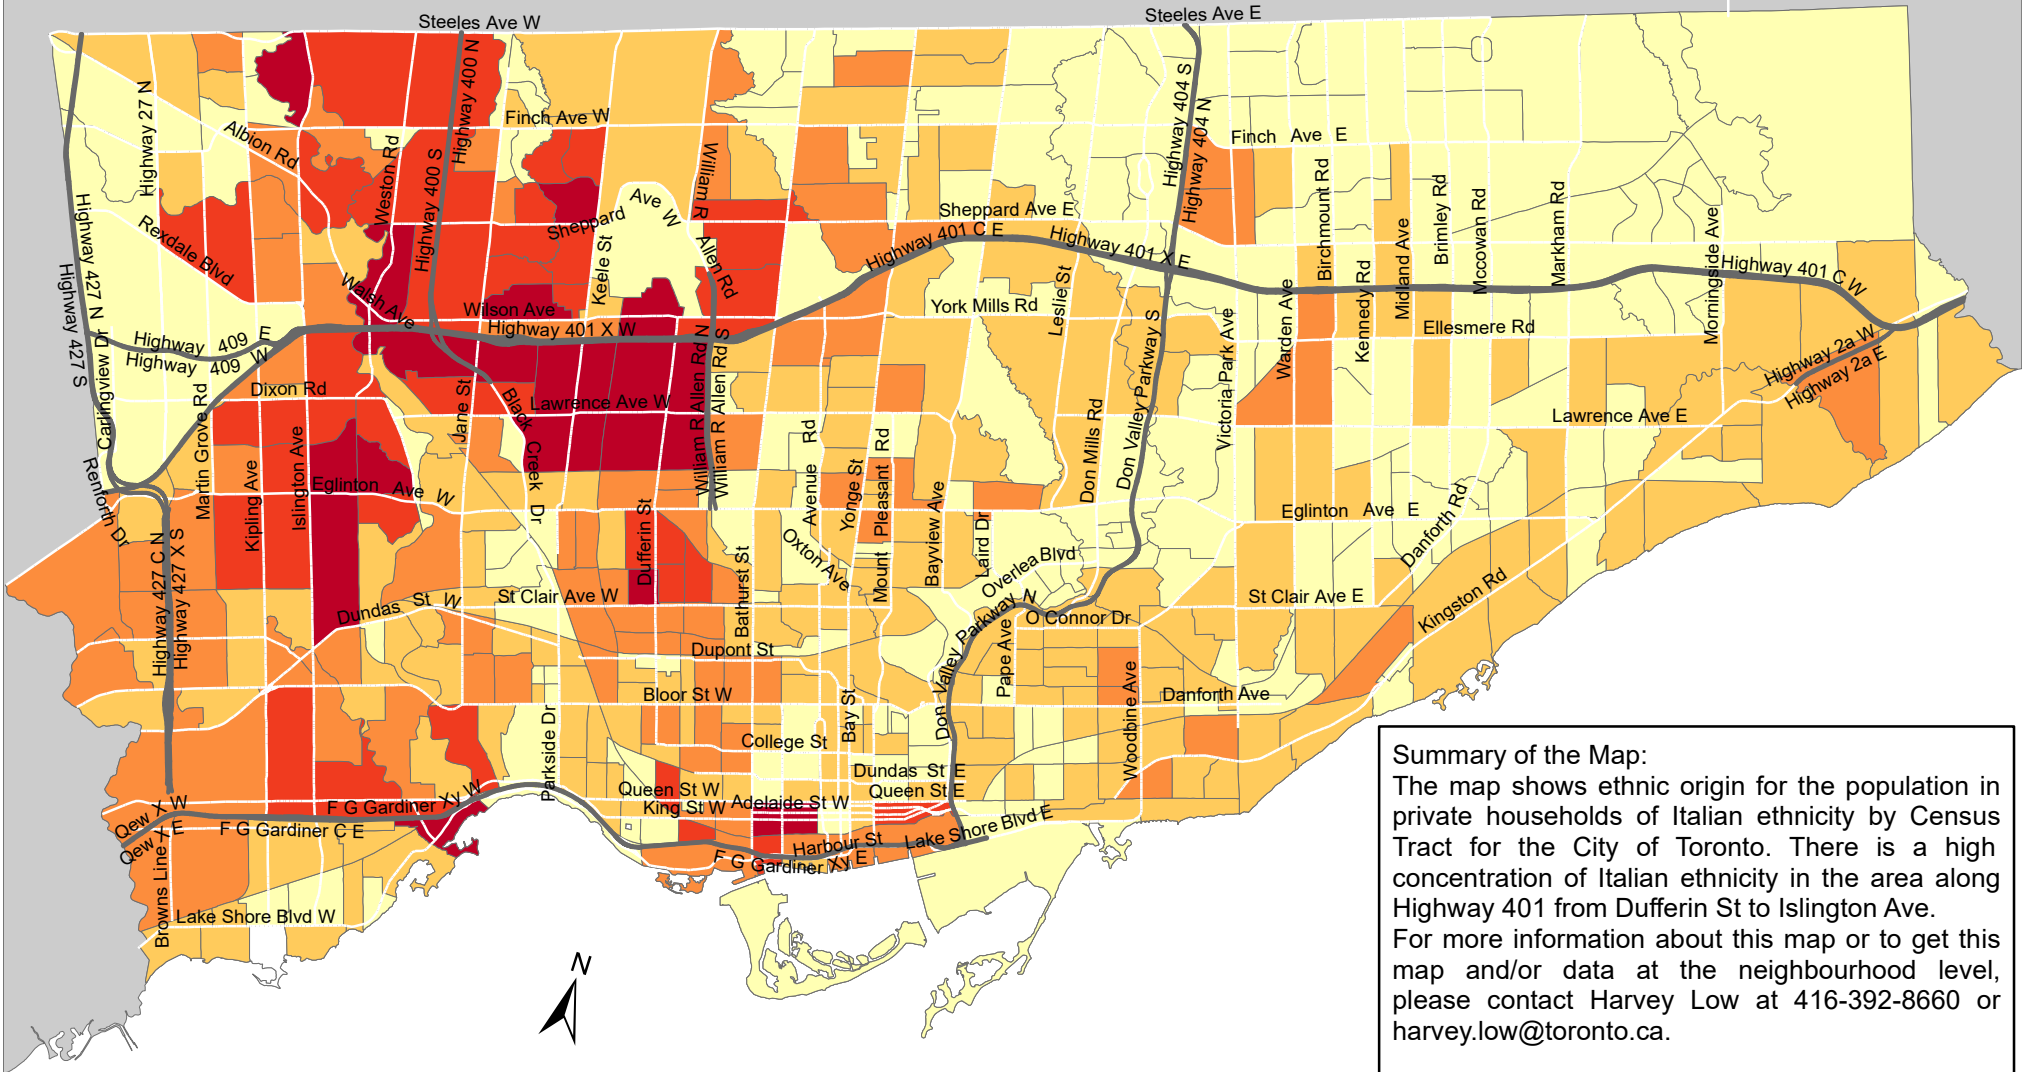 Steeles Ave W
Steeles Ave E
Highway 27 N
Albion Rd
Weston Rd
Highway 400 N
Highway 400 S
Finch Ave W
William R
Allen Rd
Highway 404 S
Highway 404 N
Finch Ave E
Birchmount Rd
Midland Ave
Brimley Rd
Mccowan Rd
Markham Rd
Morningside Ave
Highway 427 N
Highway 427 S
Rexdale Blvd
Sheppard Ave W
Keele St
Sheppard Ave E
Highway 401 C E
Highway 401 X E
Highway 401 C W
Walsh Ave
Wilson Ave
Highway 401 X W
York Mills Rd
Leslie St
Warden Ave
Kennedy Rd
Ellesmere Rd
Highway 409 E
Highway 409 W
Carlingview Dr
Dixon Rd
Martin Grove Rd
Jane St
Black Creek Dr
Lawrence Ave W
William R Allen Rd N
William R Allen Rd S
Don Valley Parkway S
Victoria Park Ave
Highway 2a W
Highway 2a E
Lawrence Ave E
Renforth Dr
Kipling Ave
Islington Ave
Eglinton Ave W
Dufferin St
Avenue Rd
Yonge St
Mount Pleasant Rd
Bayview Ave
Laird Dr
Don Mills Rd
Eglinton Ave E
Danforth Rd
Highway 427 C N
Highway 427 X S
Dundas St W
St Clair Ave W
Bathurst St
Oxton Ave
Overlea Blvd
Don Valley Parkway N
O Connor Dr
St Clair Ave E
Kingston Rd
Dupont St
Pape Ave
Bloor St W
Bay St
Woodbine Ave
Danforth Ave
Parkside Dr
College St
Dundas St E
Queen St W
Queen St E
King St W
Adelaide St W
Qew X W
Qew X E
F G Gardiner Xy W
F G Gardiner C E
Harbour St
Lake Shore Blvd E
F G Gardiner Xy E
Browns Line
Lake Shore Blvd W
N
Summary of the Map:
The map shows ethnic origin for the population in
private households of Italian ethnicity by Census
Tract for the City of Toronto. There is a high
concentration of Italian ethnicity in the area along
Highway 401 from Dufferin St to Islington Ave.
For more information about this map or to get this
map and/or data at the neighbourhood level,
please contact Harvey Low at 416-392-8660 or
harvey.low@toronto.ca.